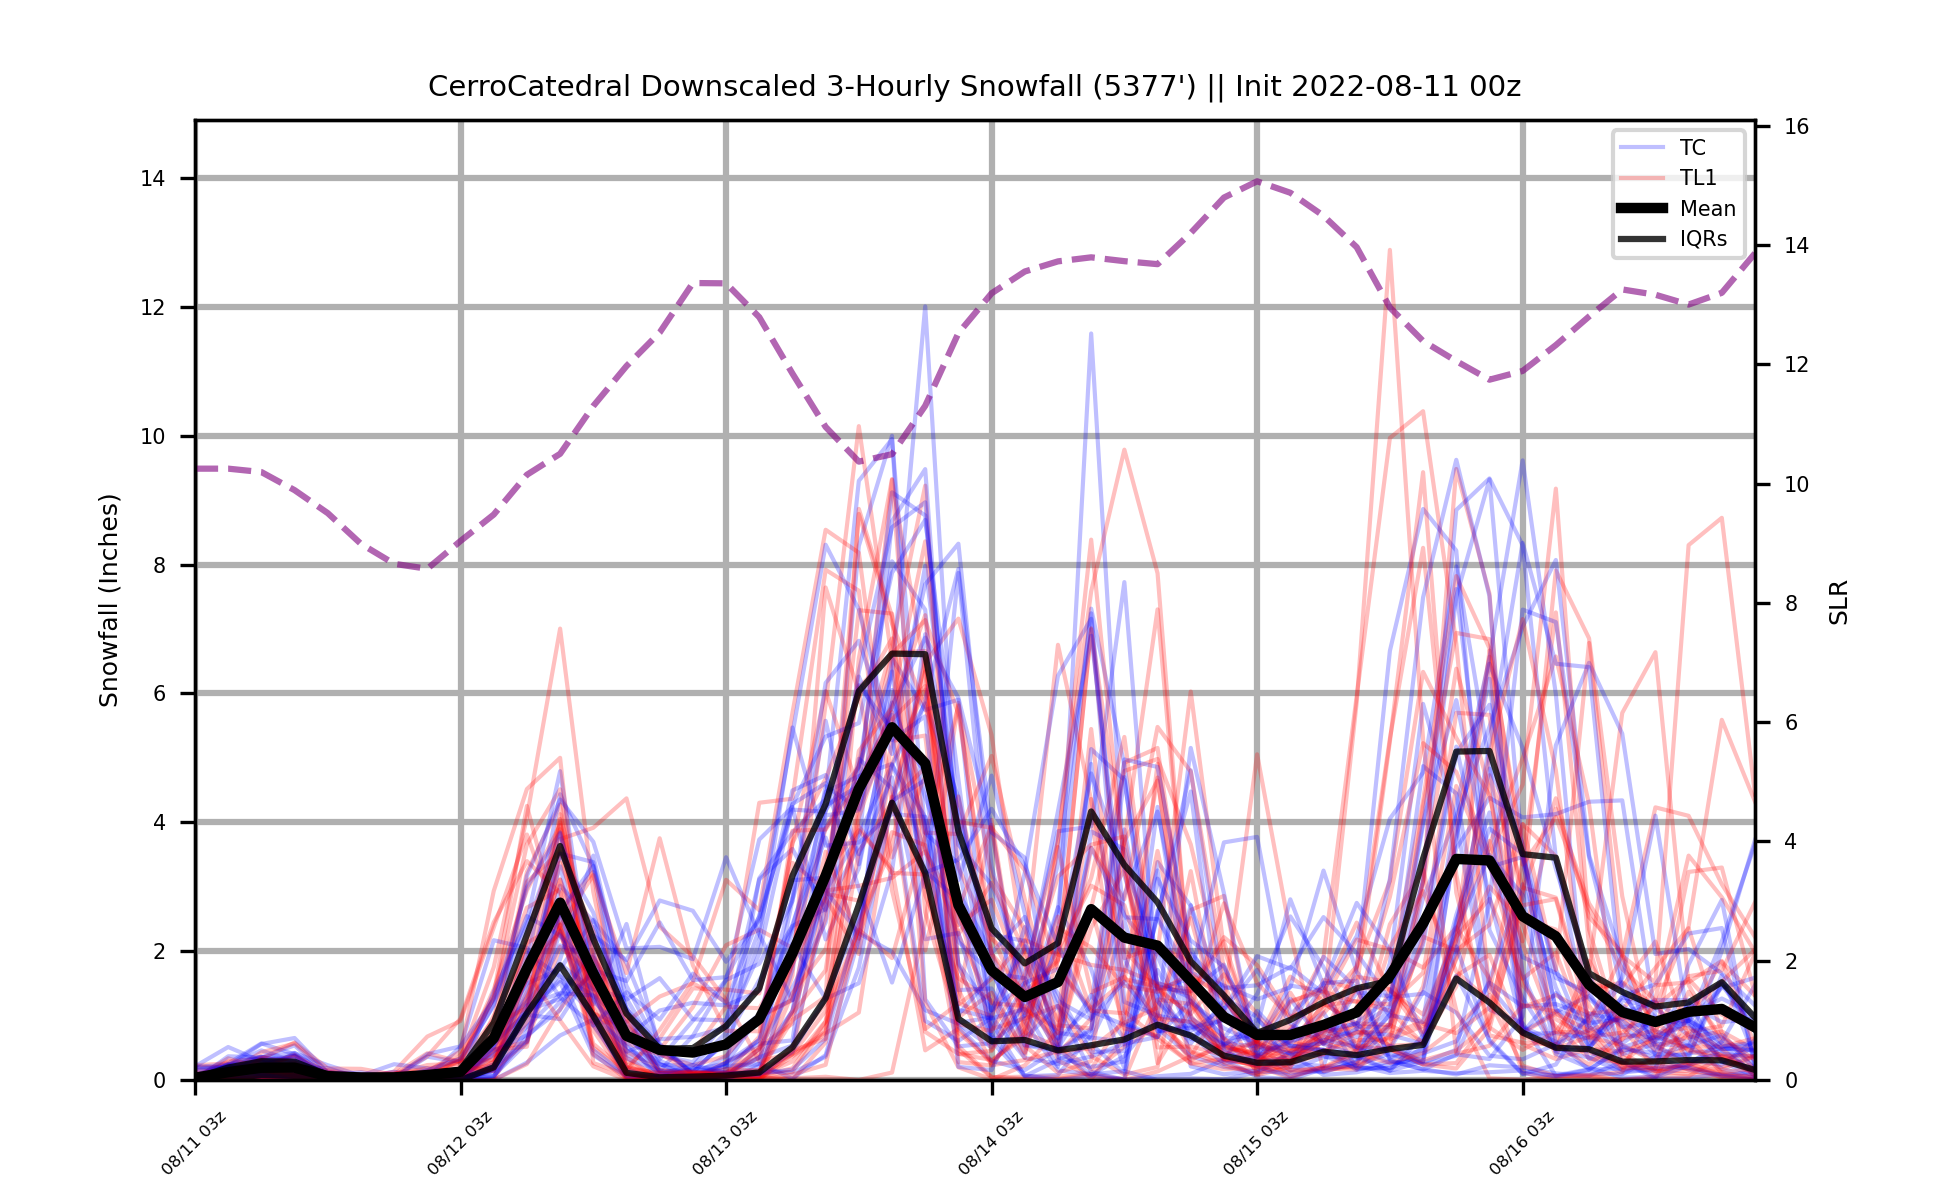 CerroCatedral Downscaled 3-Hourly Snowfall (5377') || Init 2022-08-11 00z
TC
TL1
Mean
IQRs
Snowfall (Inches)
14
12
10
8
6
4
2
0
16
14
12
10
8
6
4
2
0
SLR
08/11 03z
08/12 03z
08/13 03z
08/14 03z
08/15 03z
08/16 03z